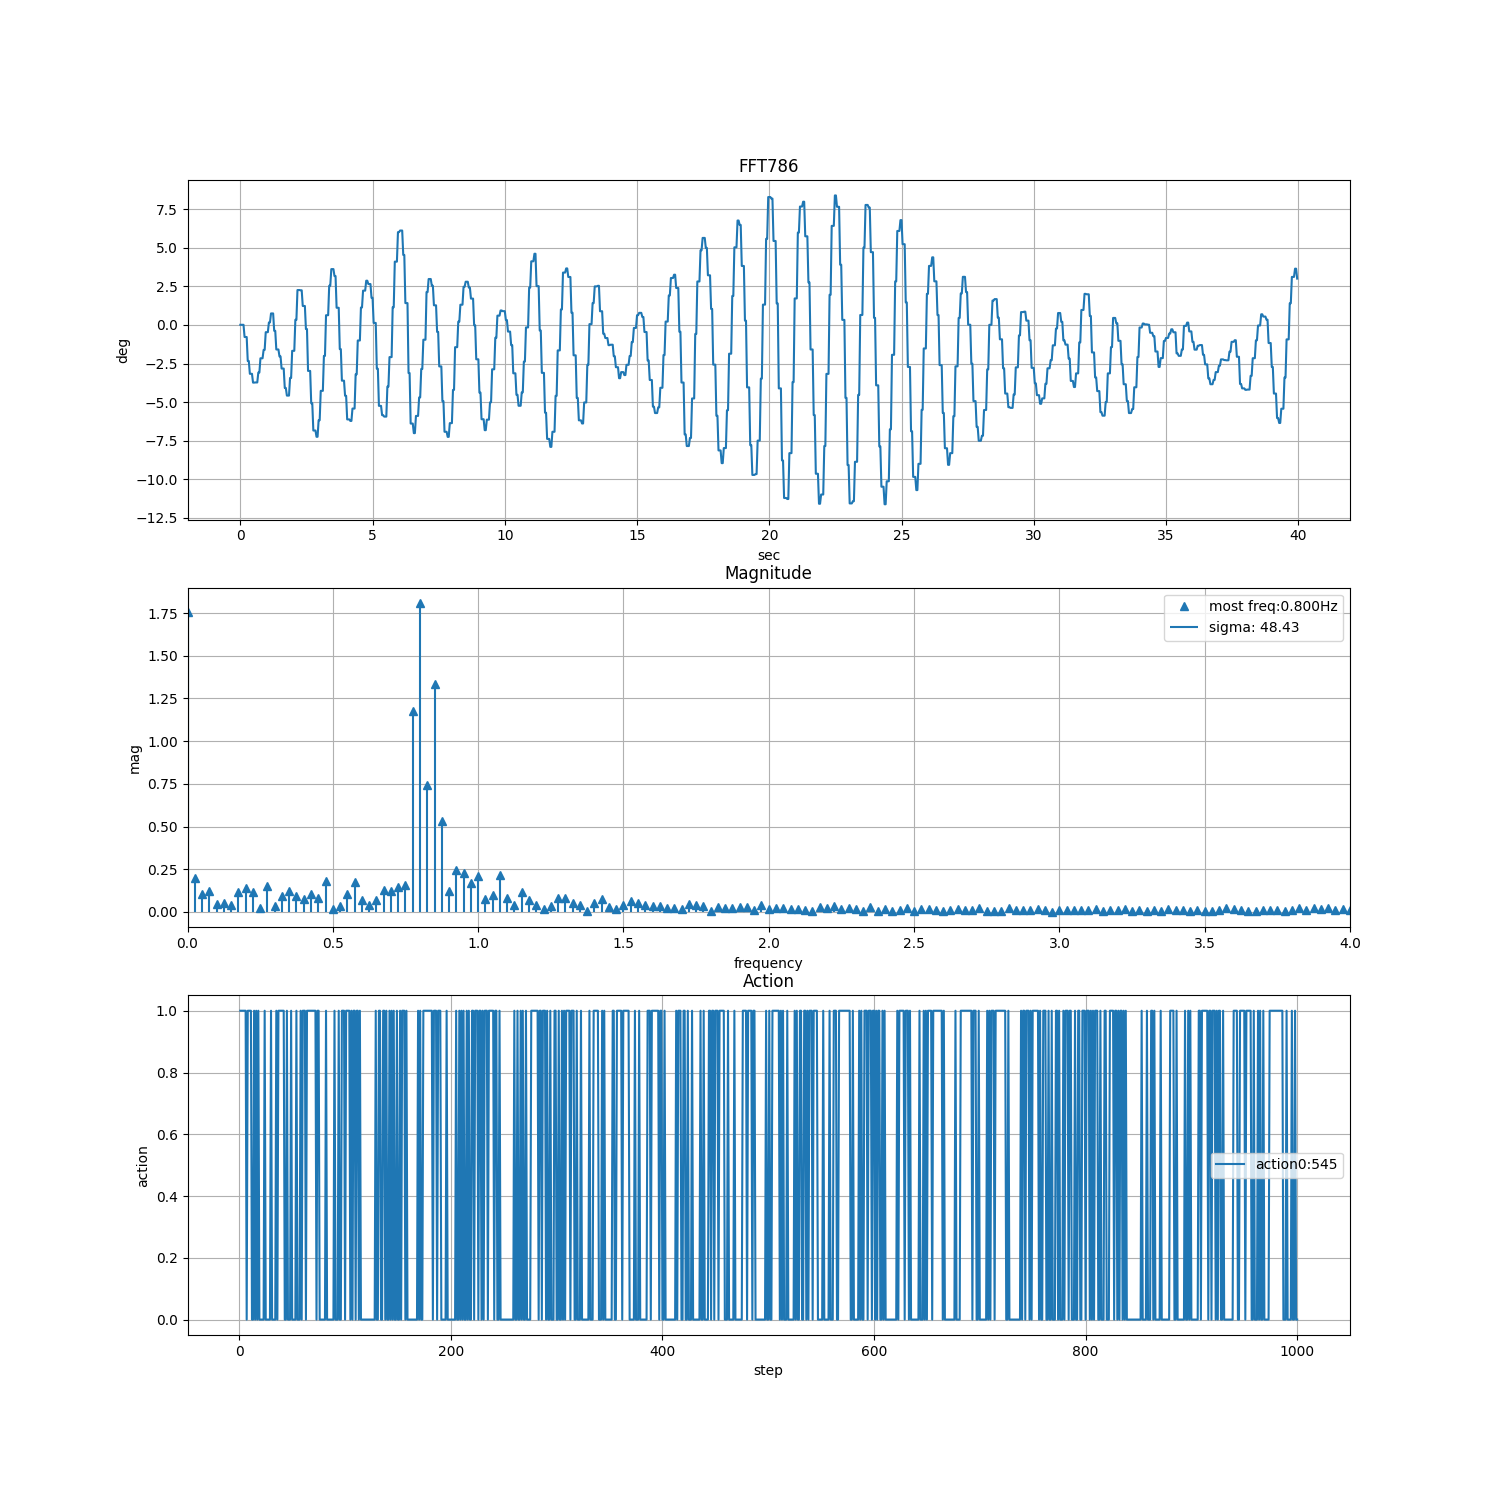 FFT786
7.5
5.0
2.5
0.0
−2.5
−5.0
−7.5
−10.0
−12.5
deg
0 5 10 15 20 25 30 35 40
sec
Magnitude
1.75
1.50
1.25
1.00
0.75
0.50
0.25
0.00
mag
most freq:0.800Hz
sigma: 48.43
0.0 0.5 1.0 1.5 2.0 2.5 3.0 3.5 4.0
frequency
Action
1.0
0.8
0.6
0.4
0.2
0.0
action
action0:545
0 200 400 600 800 1000
step